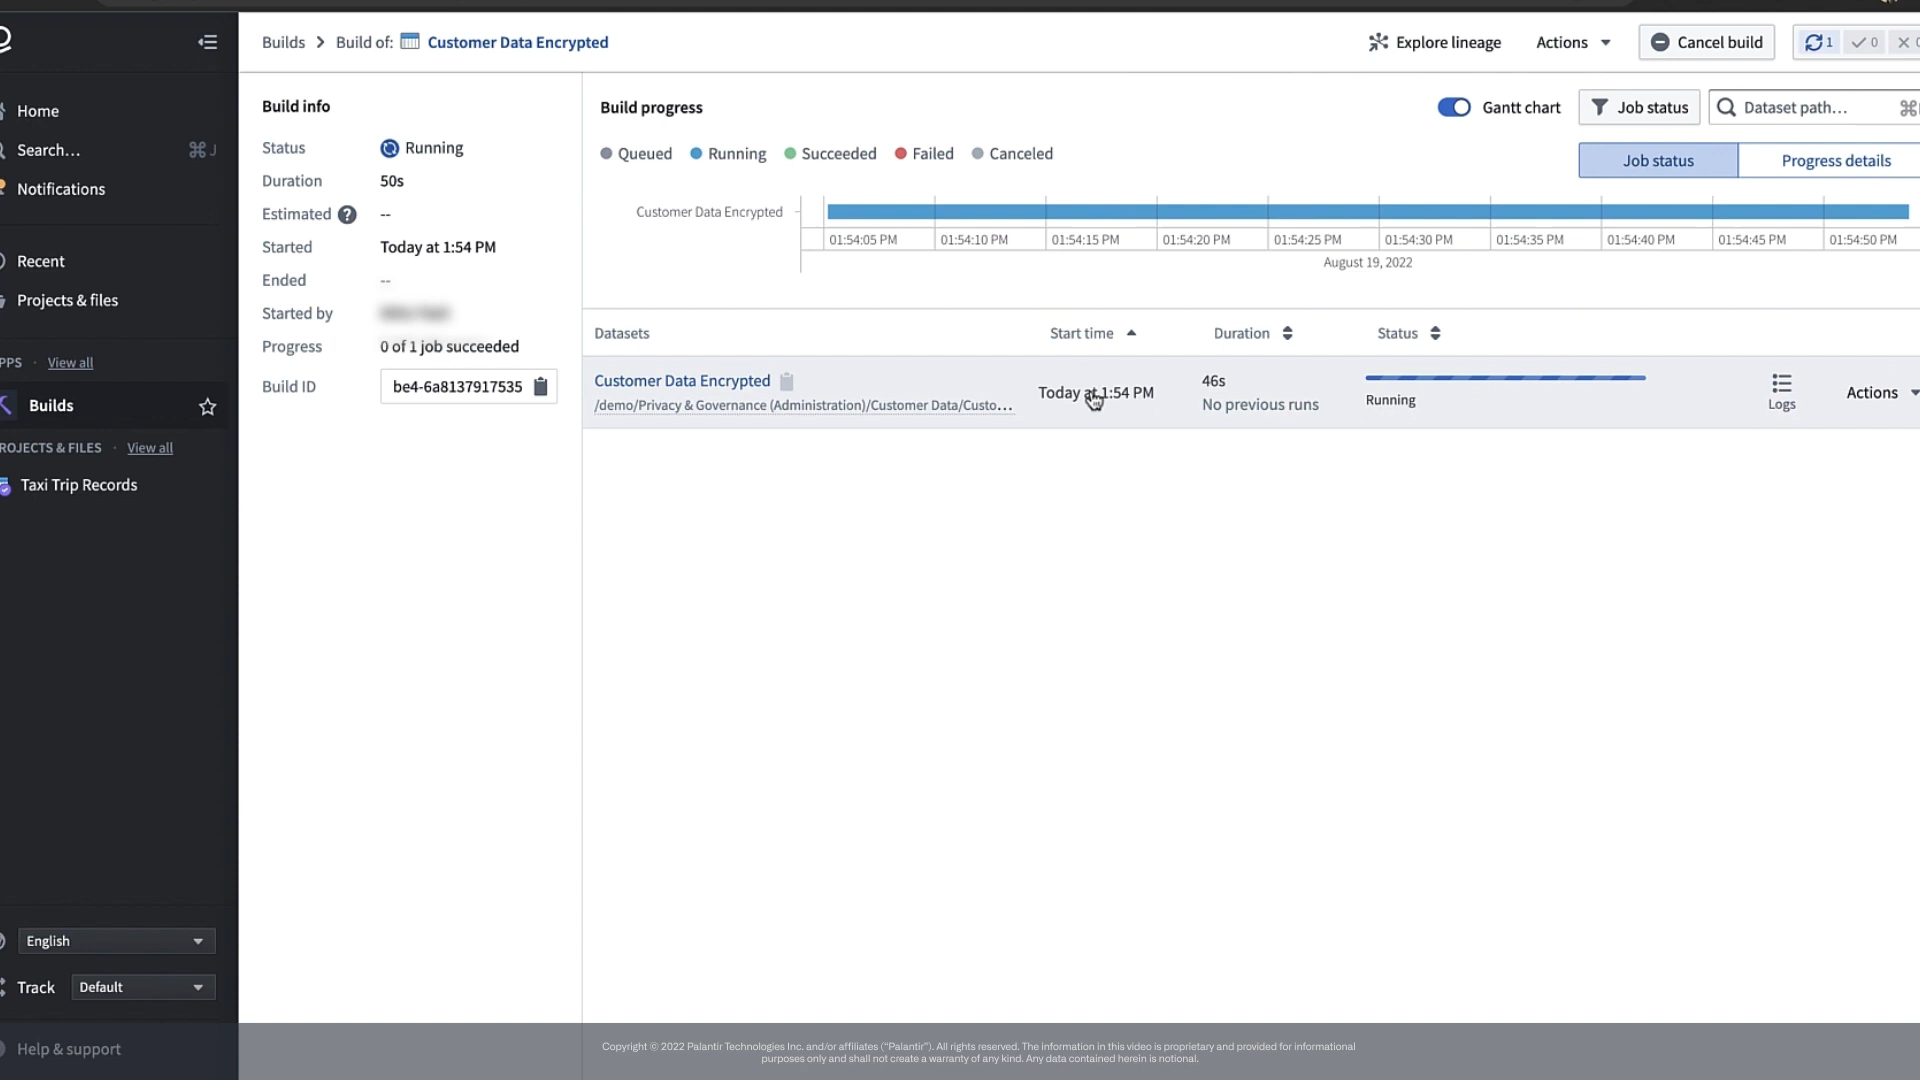 Builds > Build of: Customer Data Encrypted
Explore lineage
Actions
Cancel build
1
0
Home
Search…
⌘ J
Notifications
Recent
Projects & files
View all
Builds
View all
Taxi Trip Records
English
Track
Default
Help & support
Build info
Status Running
Duration 50s
Estimated ? --
Started Today at 1:54 PM
Ended --
Started by
Progress 0 of 1 job succeeded
Build ID be4-6a8137917535
Build progress
Gantt chart
Job status
Dataset path…
Queued Running Succeeded Failed Canceled
Job status
Progress details
Customer Data Encrypted
01:54:05 PM 01:54:10 PM 01:54:15 PM 01:54:20 PM 01:54:25 PM 01:54:30 PM 01:54:35 PM 01:54:40 PM 01:54:45 PM 01:54:50 PM
August 19, 2022
Datasets Start time Duration Status
Customer Data Encrypted
/demo/Privacy & Governance (Administration)/Customer Data/Custo…
Today at 1:54 PM
46s
No previous runs
Running
Logs
Actions
Copyright © 2022 Palantir Technologies Inc. and/or affiliates (“Palantir”). All rights reserved. The information in this video is proprietary and provided for informational
purposes only and shall not create a warranty of any kind. Any data contained herein is notional.